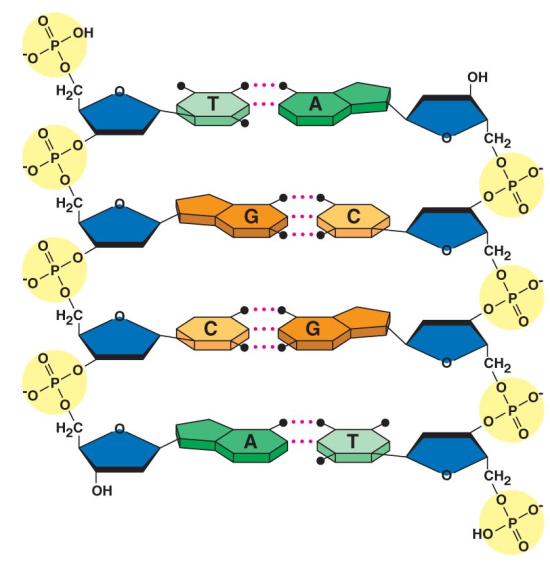 O
OH
P
⁻O
O
OH
H₂C O
T A
O
O CH₂
O
P O
⁻O P O⁻
O O O
H₂C O
G C
O
O CH₂
O
P O
⁻O P O⁻
O O O
H₂C O
C G
O
O CH₂
O
P O
⁻O P O⁻
O O O
H₂C O
A T
O
CH₂
OH
O
P O⁻
HO
O